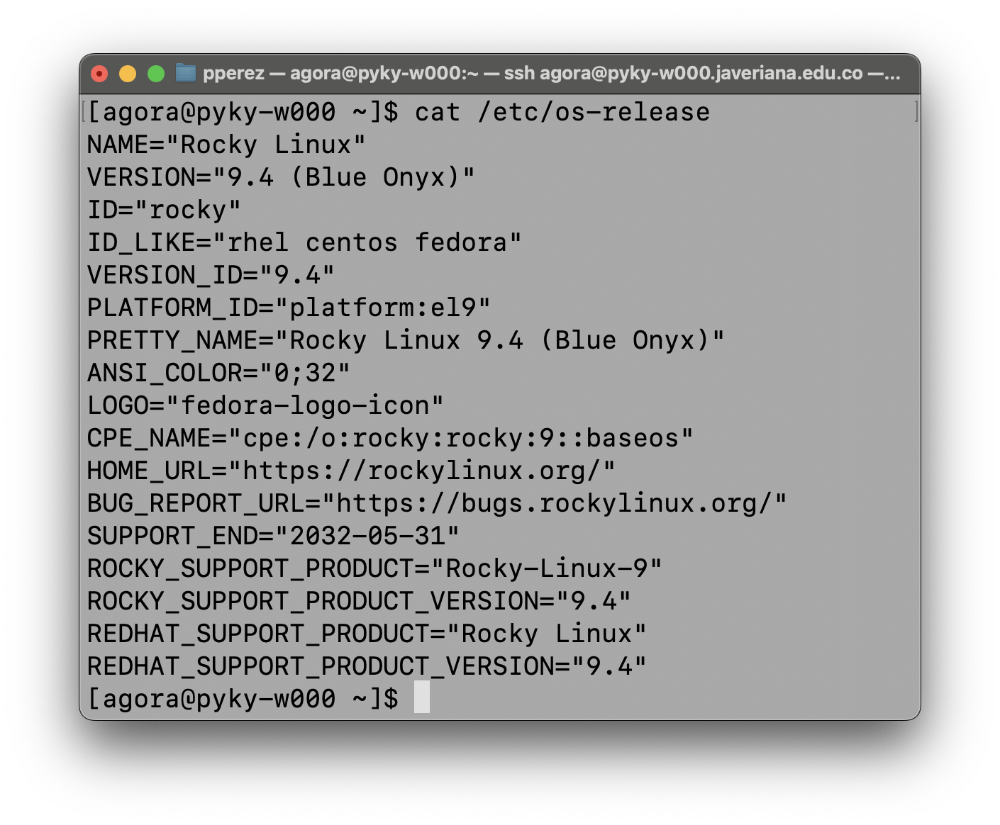 pperez — agora@pyky-w000:~ — ssh agora@pyky-w000.javeriana.edu.co —...
[agora@pyky-w000 ~]$ cat /etc/os-release
NAME="Rocky Linux"
VERSION="9.4 (Blue Onyx)"
ID="rocky"
ID_LIKE="rhel centos fedora"
VERSION_ID="9.4"
PLATFORM_ID="platform:el9"
PRETTY_NAME="Rocky Linux 9.4 (Blue Onyx)"
ANSI_COLOR="0;32"
LOGO="fedora-logo-icon"
CPE_NAME="cpe:/o:rocky:rocky:9::baseos"
HOME_URL="https://rockylinux.org/"
BUG_REPORT_URL="https://bugs.rockylinux.org/"
SUPPORT_END="2032-05-31"
ROCKY_SUPPORT_PRODUCT="Rocky-Linux-9"
ROCKY_SUPPORT_PRODUCT_VERSION="9.4"
REDHAT_SUPPORT_PRODUCT="Rocky Linux"
REDHAT_SUPPORT_PRODUCT_VERSION="9.4"
[agora@pyky-w000 ~]$